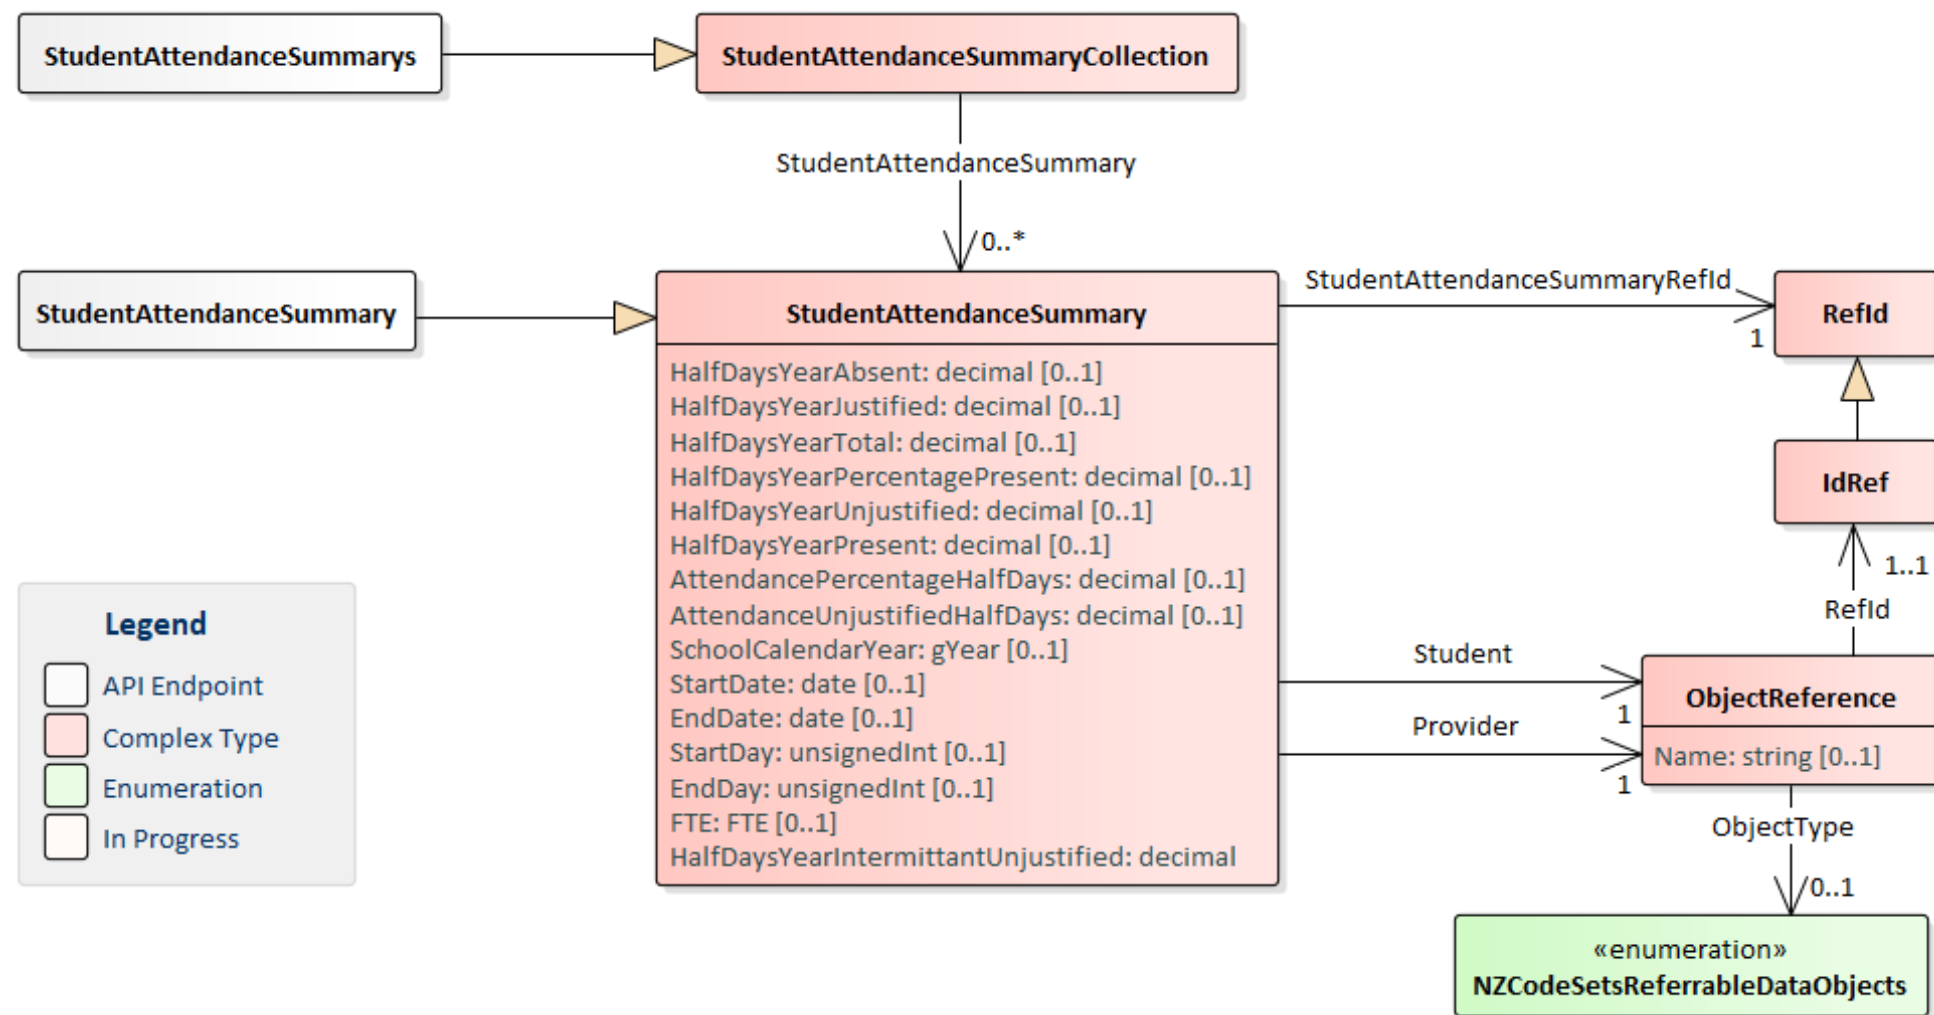 StudentAttendanceSummarys
StudentAttendanceSummaryCollection
StudentAttendanceSummary
0..*
StudentAttendanceSummary
StudentAttendanceSummary
HalfDaysYearAbsent: decimal [0..1]
HalfDaysYearJustified: decimal [0..1]
HalfDaysYearTotal: decimal [0..1]
HalfDaysYearPercentagePresent: decimal [0..1]
HalfDaysYearUnjustified: decimal [0..1]
HalfDaysYearPresent: decimal [0..1]
AttendancePercentageHalfDays: decimal [0..1]
AttendanceUnjustifiedHalfDays: decimal [0..1]
SchoolCalendarYear: gYear [0..1]
StartDate: date [0..1]
EndDate: date [0..1]
StartDay: unsignedInt [0..1]
EndDay: unsignedInt [0..1]
FTE: FTE [0..1]
HalfDaysYearIntermittantUnjustified: decimal
StudentAttendanceSummaryRefId
1
RefId
IdRef
1..1
RefId
Student
1
Provider
1
ObjectReference
Name: string [0..1]
ObjectType
0..1
«enumeration»
NZCodeSetsReferrableDataObjects
Legend
API Endpoint
Complex Type
Enumeration
In Progress